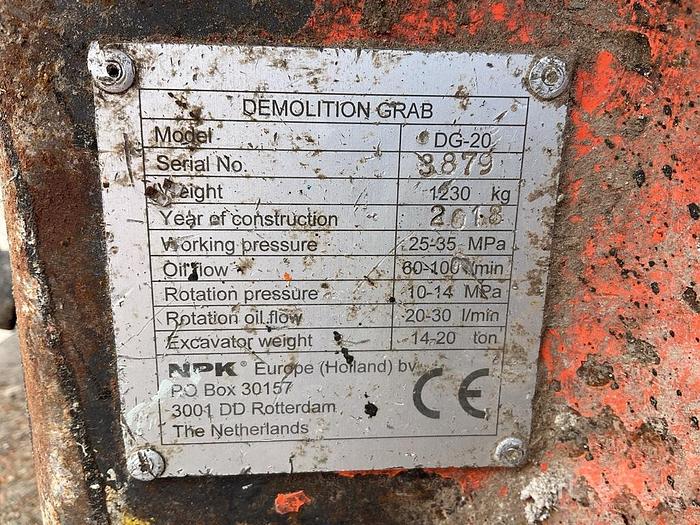 DEMOLITION GRAB
Model DG-20
Serial No. 3879
Weight 1230 kg
Year of construction 2018
Working pressure 25-35 MPa
Oil flow 60-100 l/min
Rotation pressure 10-14 MPa
Rotation oil flow 20-30 l/min
Excavator weight 14-20 ton
NPK® Europe (Holland) bv
PO Box 30157
3001 DD Rotterdam
The Netherlands
CE